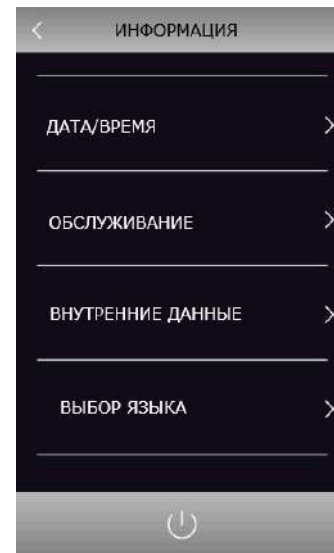 ИНФОРМАЦИЯ
ДАТА/ВРЕМЯ
ОБСЛУЖИВАНИЕ
ВНУТРЕННИЕ ДАННЫЕ
ВЫБОР ЯЗЫКА